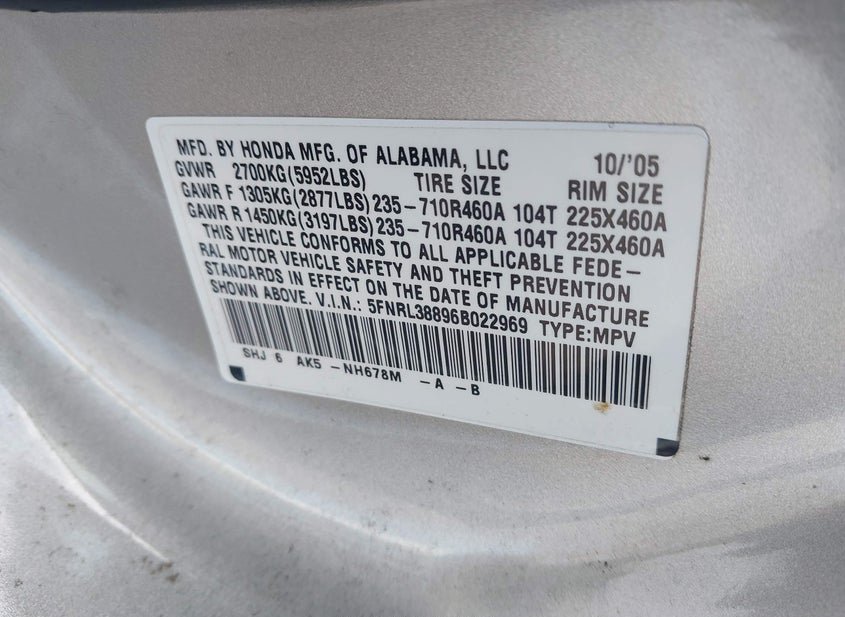 MFD. BY HONDA MFG. OF ALABAMA, LLC 10/'05
GVWR 2700KG(5952LBS) TIRE SIZE RIM SIZE
GAWR F 1305KG(2877LBS) 235-710R460A 104T 225X460A
GAWR R 1450KG(3197LBS) 235-710R460A 104T 225X460A
THIS VEHICLE CONFORMS TO ALL APPLICABLE FEDE-
RAL MOTOR VEHICLE SAFETY AND THEFT PREVENTION
STANDARDS IN EFFECT ON THE DATE OF MANUFACTURE
SHOWN ABOVE. V.I.N.: 5FNRL38896B022969 TYPE:MPV
SHJ 6 AK5 -NH678M -A -B